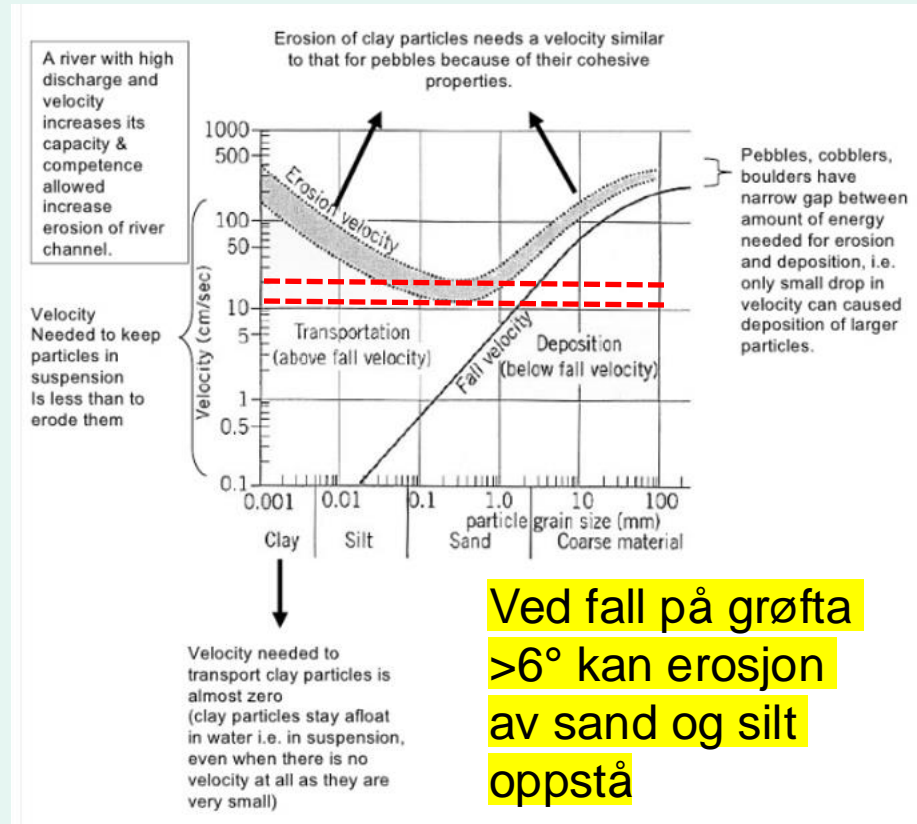 Erosion of clay particles needs a velocity similar
to that for pebbles because of their cohesive
properties.
A river with high
discharge and
velocity
increases its
capacity &
competence
allowed
increase
erosion of river
channel.
Velocity
Needed to keep
particles in
suspension
Is less than to
erode them
Velocity (cm/sec)
1000
500
100
50
10
5
1
0.5
0.1
Erosion velocity
Transportation
(above fall velocity)
Fall velocity
Deposition
(below fall velocity)
Pebbles, cobblers,
boulders have
narrow gap between
amount of energy
needed for erosion
and deposition, i.e.
only small drop in
velocity can caused
deposition of larger
particles.
0.001 0.01 0.1 1.0 10 100
particle grain size (mm)
Clay Silt Sand Coarse material
Velocity needed to
transport clay particles is
almost zero
(clay particles stay afloat
in water i.e. in suspension,
even when there is no
velocity at all as they are
very small)
Ved fall på grøfta
>6° kan erosjon
av sand og silt
oppstå